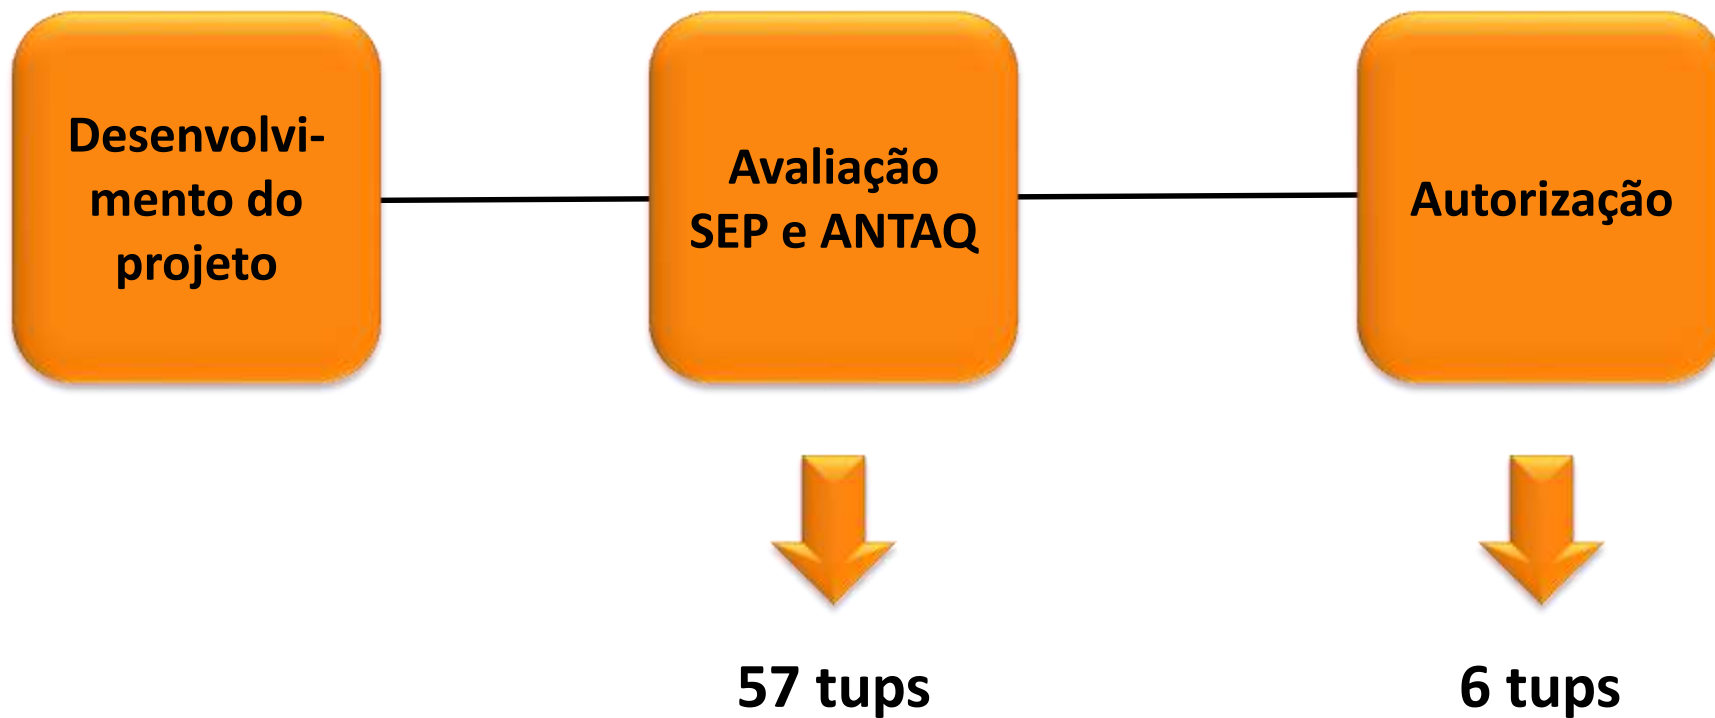 Desenvolvi-
mento do
projeto
Avaliação
SEP e ANTAQ
Autorização
57 tups
6 tups